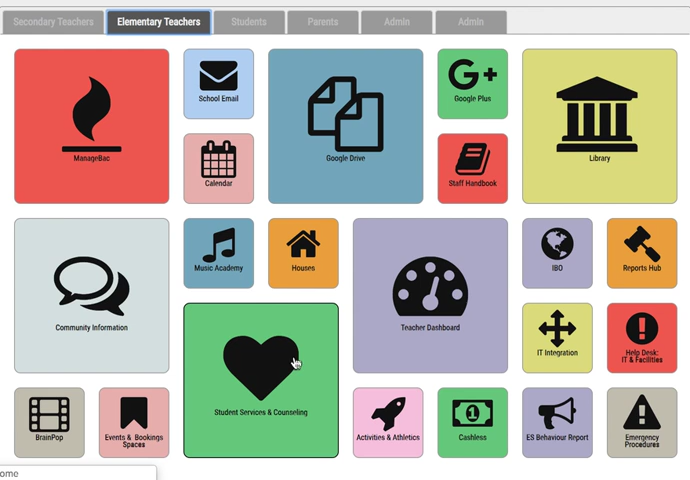 Secondary Teachers
Elementary Teachers
Students
Parents
Admin
Admin
ManageBac
School Email
Google Drive
G+
Google Plus
Library
Calendar
Staff Handbook
Community Information
Music Academy
Houses
Teacher Dashboard
IBO
Reports Hub
Student Services & Counseling
IT Integration
Help Desk:
IT & Facilities
BrainPop
Events & Bookings
Spaces
Activities & Athletics
1
Cashless
ES Behaviour Report
Emergency
Procedures
ome